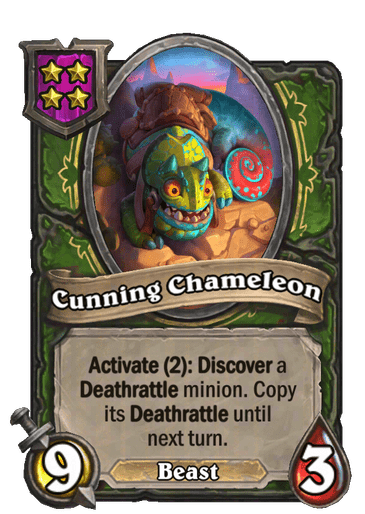 Cunning Chameleon
Activate (2): Discover a
Deathrattle minion. Copy
its Deathrattle until
next turn.
9
Beast
3